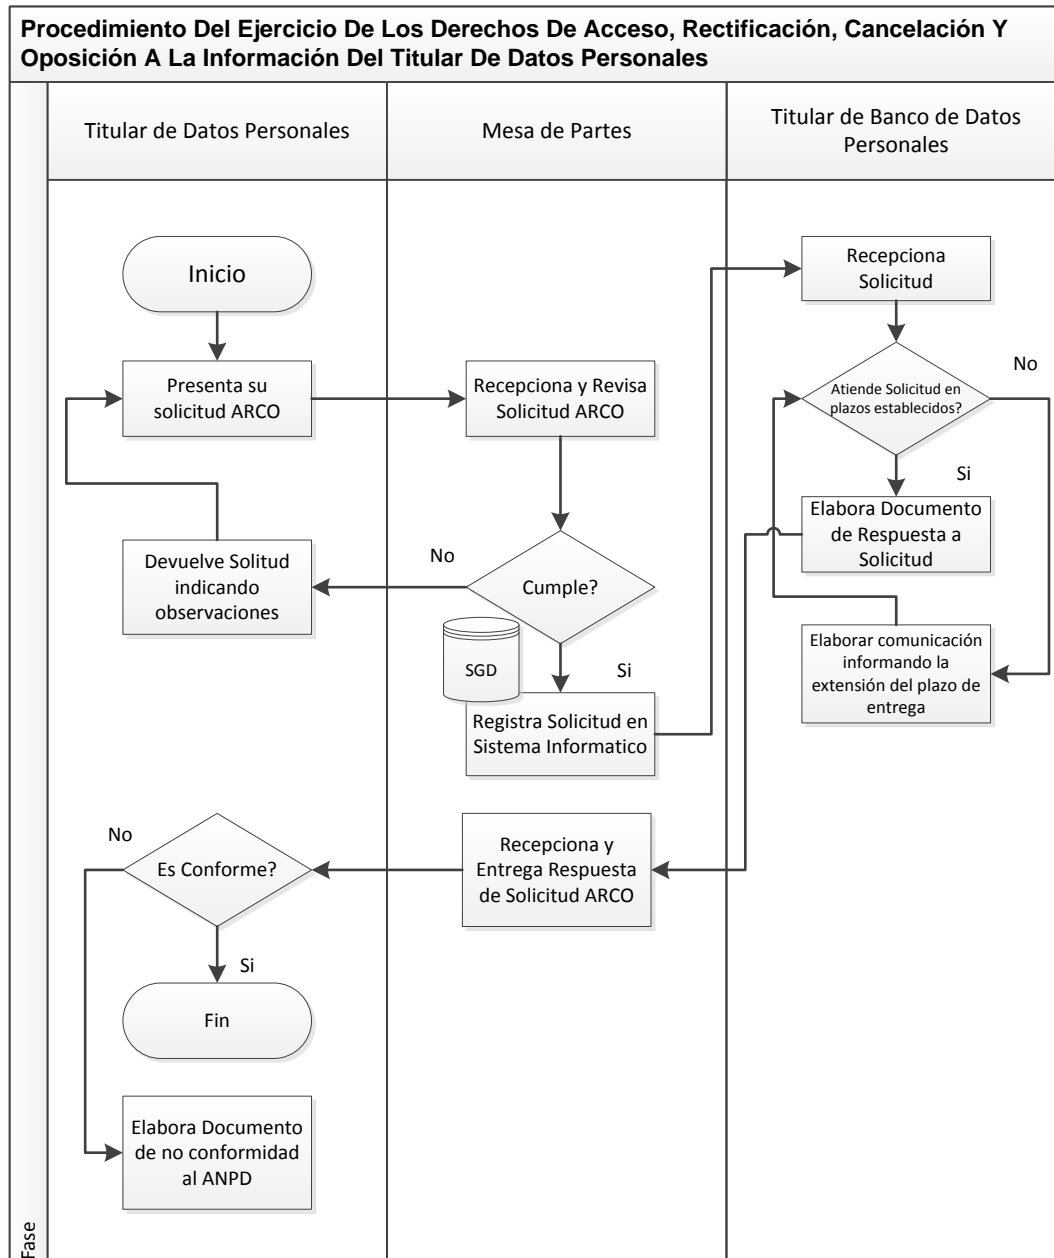 Procedimiento Del Ejercicio De Los Derechos De Acceso, Rectificación, Cancelación Y
Oposición A La Información Del Titular De Datos Personales
Titular de Datos Personales
Mesa de Partes
Titular de Banco de Datos
Personales
Inicio
Recepciona
Solicitud
Presenta su
solicitud ARCO
Recepciona y Revisa
Solicitud ARCO
Atiende Solicitud en
plazos establecidos?
No
Si
Elabora Documento
de Respuesta a
Solicitud
Devuelve Solitud
indicando
observaciones
No
Cumple?
SGD
Si
Elaborar comunicación
informando la
extensión del plazo de
entrega
Registra Solicitud en
Sistema Informatico
No
Es Conforme?
Recepciona y
Entrega Respuesta
de Solicitud ARCO
Si
Fin
Elabora Documento
de no conformidad
al ANPD
Fase